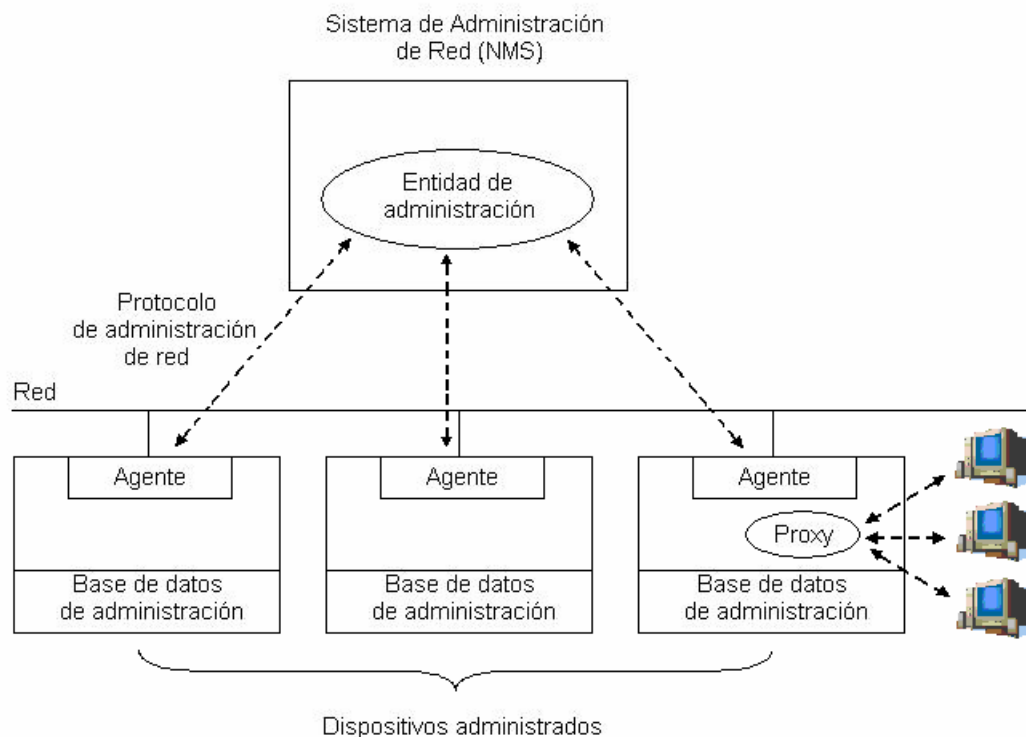 Sistema de Administración
de Red (NMS)
Entidad de
administración
Protocolo
de administración
de red
Red
Agente
Agente
Agente
Proxy
Base de datos
de administración
Base de datos
de administración
Base de datos
de administración
Dispositivos administrados